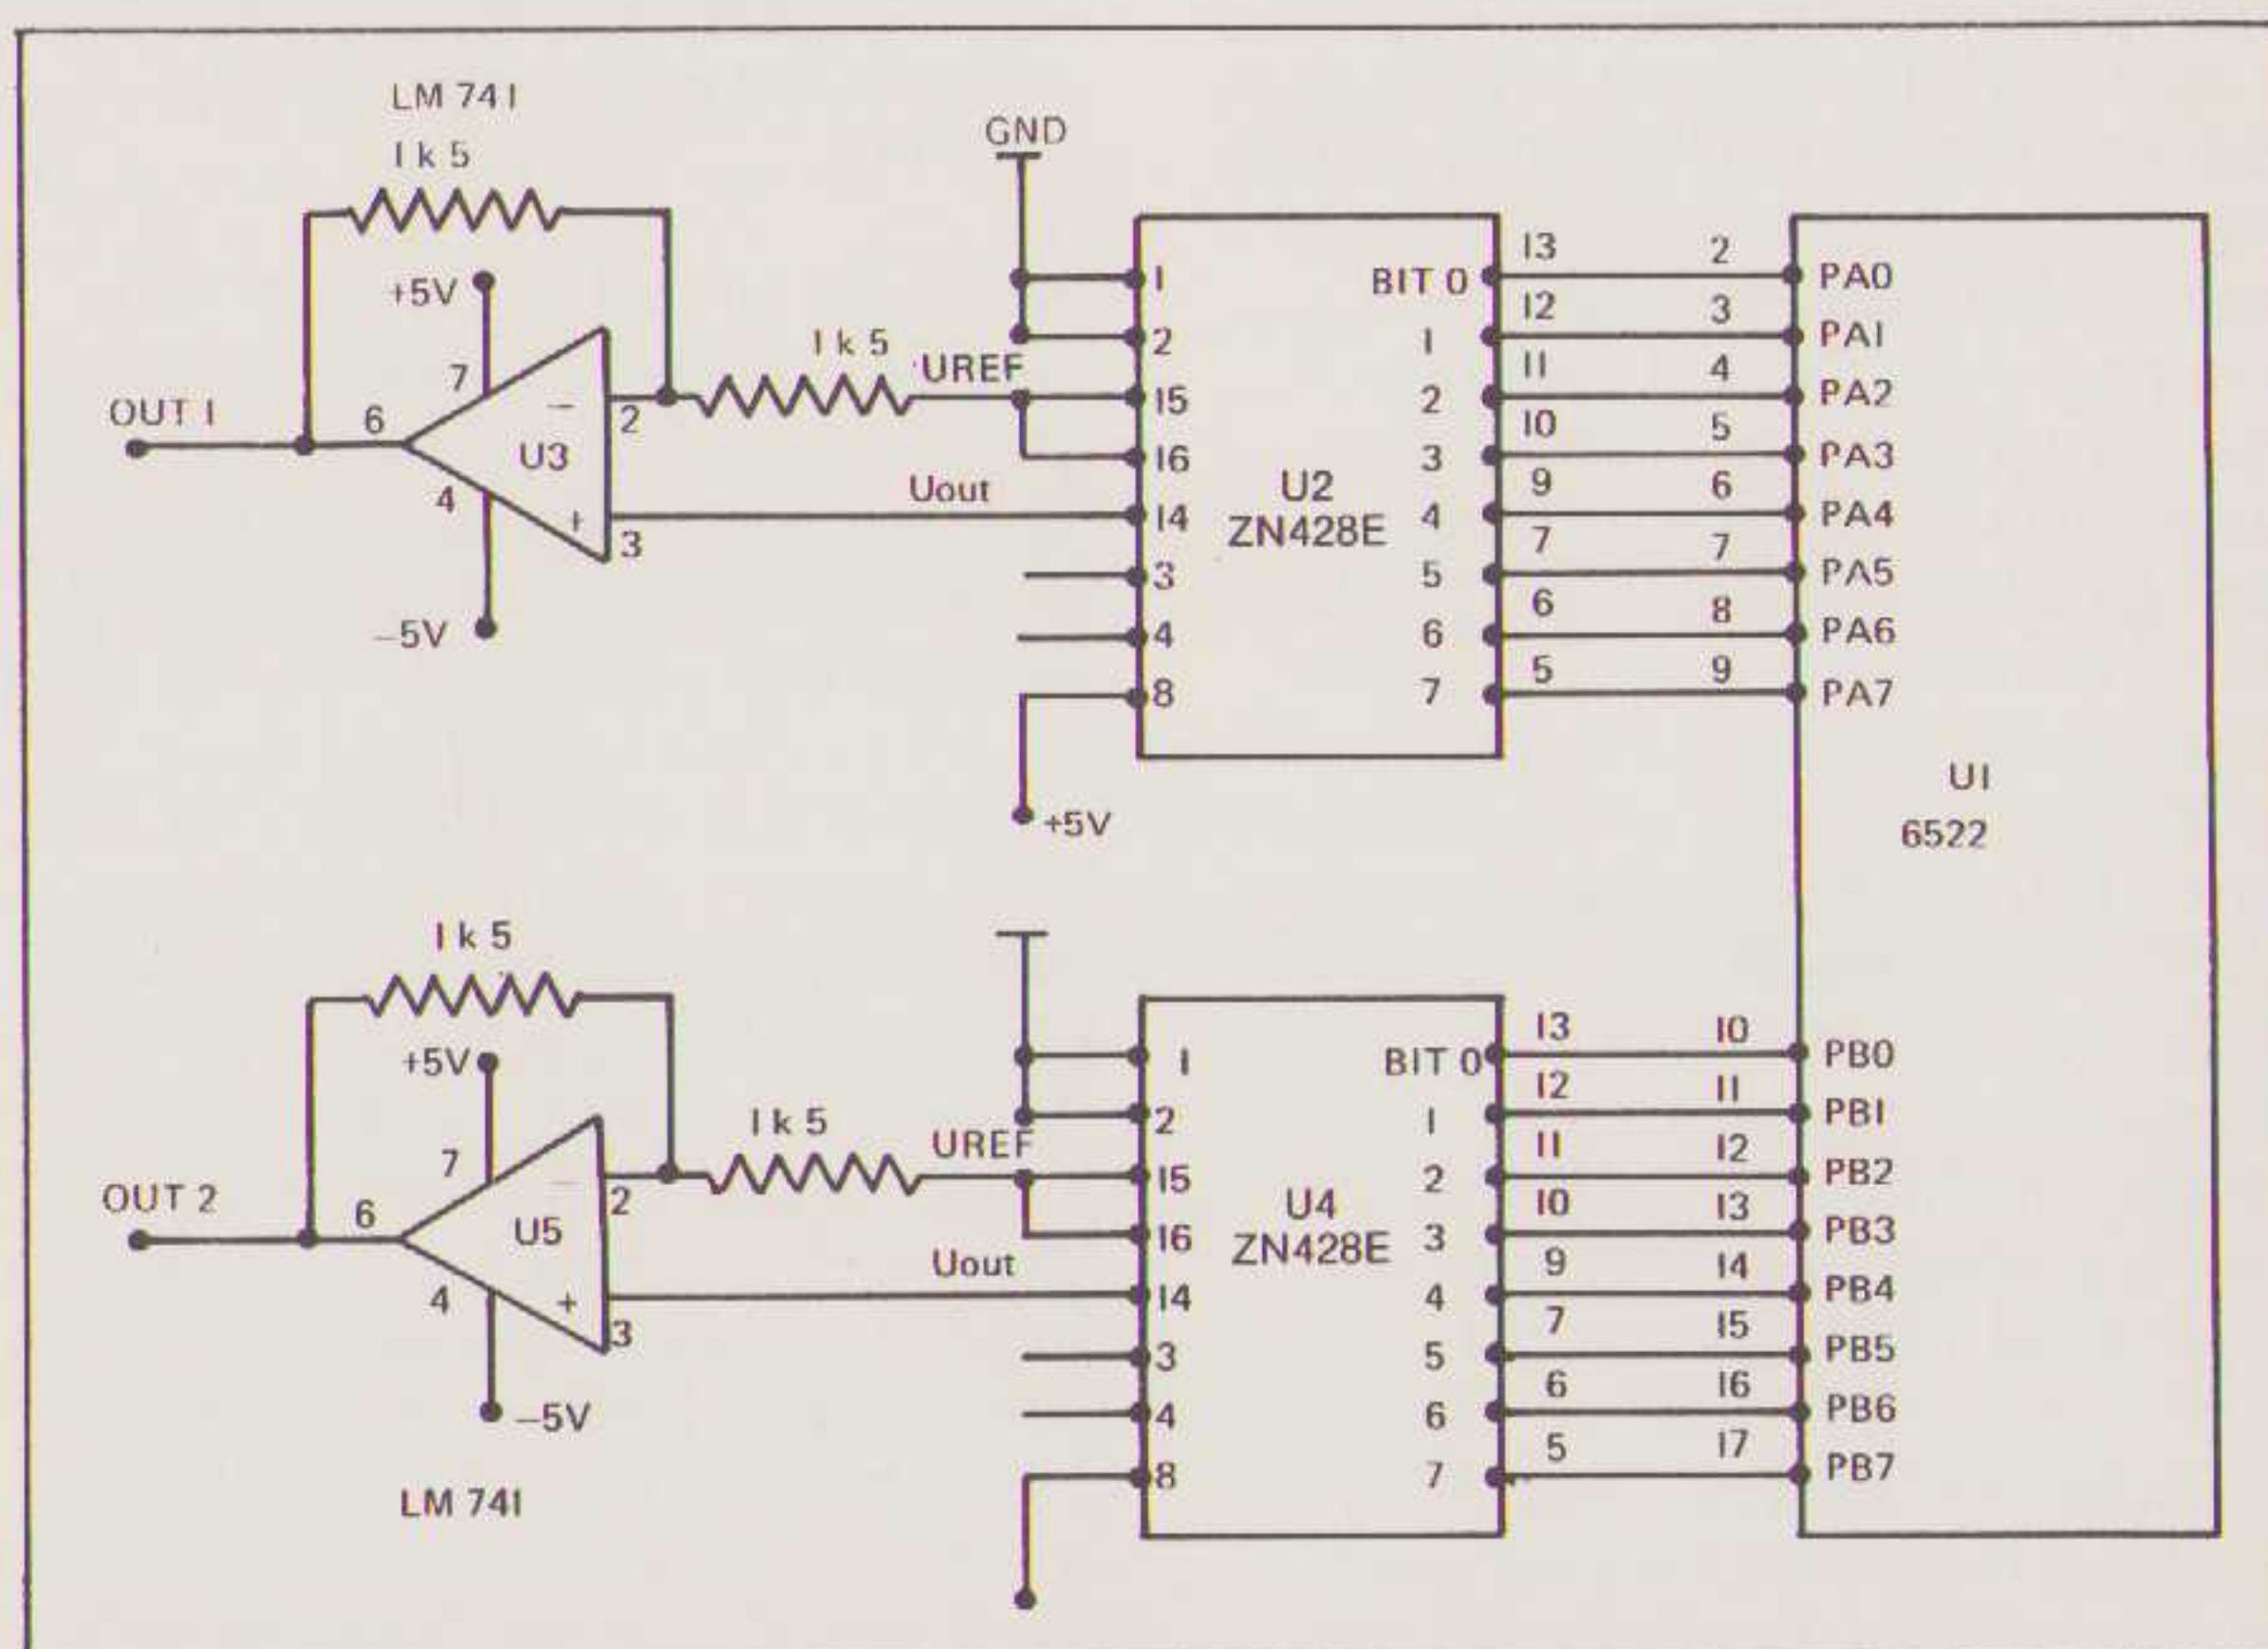 LM 741
1k5
GND
+5V
7
−
2
6
OUT 1
U3
4
+
3
−5V
1k5
UREF
Uout
1
2
15
16
14
3
4
8
+5V
U2
ZN428E
BIT 0
1
2
3
4
5
6
7
13 2 PA0
12 3 PA1
11 4 PA2
10 5 PA3
9 6 PA4
7 7 PA5
6 8 PA6
5 9 PA7
U1
6522
1k5
+5V
7
−
2
OUT 2
6
U5
4
+
3
−5V
LM 741
1k5
UREF
Uout
1
2
15
16
14
3
4
8
U4
ZN428E
BIT 0
1
2
3
4
5
6
7
13 10 PB0
12 11 PB1
11 12 PB2
10 13 PB3
9 14 PB4
7 15 PB5
6 16 PB6
5 17 PB7